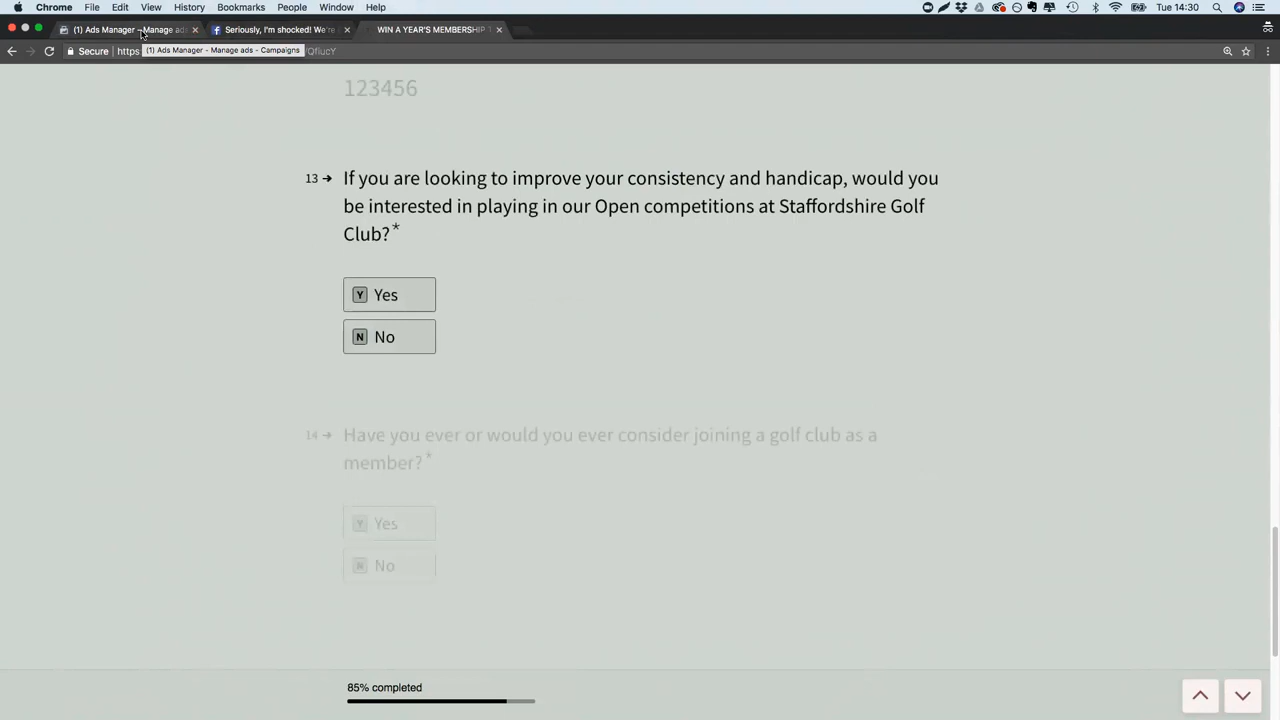 Chrome File Edit View History Bookmarks People Window Help Tue 14:30
(1) Ads Manager - Manage ads
Seriously, I'm shocked! We're
WIN A YEAR'S MEMBERSHIP T
Secure https
(1) Ads Manager - Manage ads - Campaigns
QflucY
123456
13 → If you are looking to improve your consistency and handicap, would you
be interested in playing in our Open competitions at Staffordshire Golf
Club?*
Y Yes
N No
14 → Have you ever or would you ever consider joining a golf club as a
member?*
Y Yes
N No
85% completed